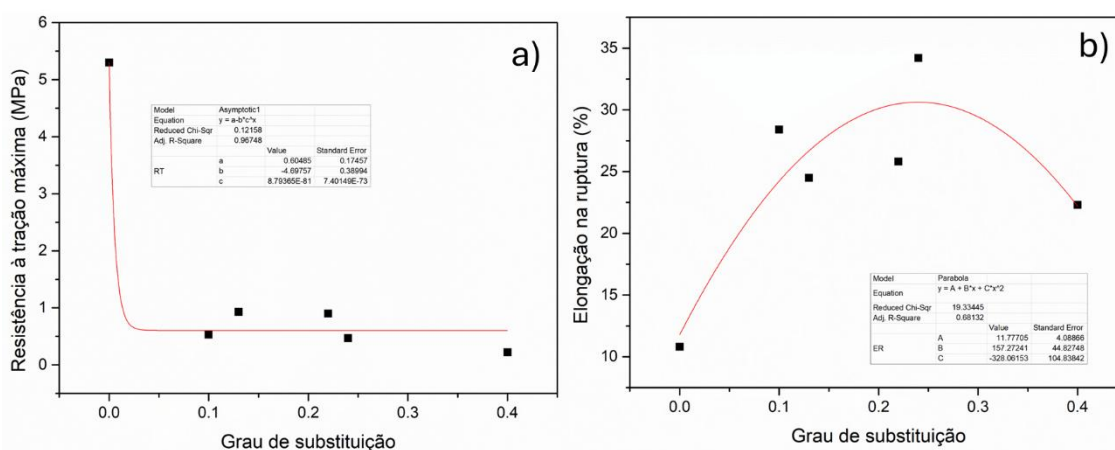 a)
Resistência à tração máxima (MPa)
6
5
4
3
2
1
0
Model Asymptotic1
Equation y = a-b*c^x
Reduced Chi-Sqr 0.12158
Adj. R-Square 0.96748
Value Standard Error
a 0.60485 0.17457
RT b -4.69757 0.38994
c 8.79365E-81 7.40149E-73
0.0 0.1 0.2 0.3 0.4
Grau de substituição
b)
Elongação na ruptura (%)
35
30
25
20
15
10
Model Parabola
Equation y = A + B*x + C*x^2
Reduced Chi-Sqr 19.33445
Adj. R-Square 0.68132
Value Standard Error
A 11.77705 4.08866
ER B 157.27241 44.82748
C -328.06153 104.83842
0.0 0.1 0.2 0.3 0.4
Grau de substituição